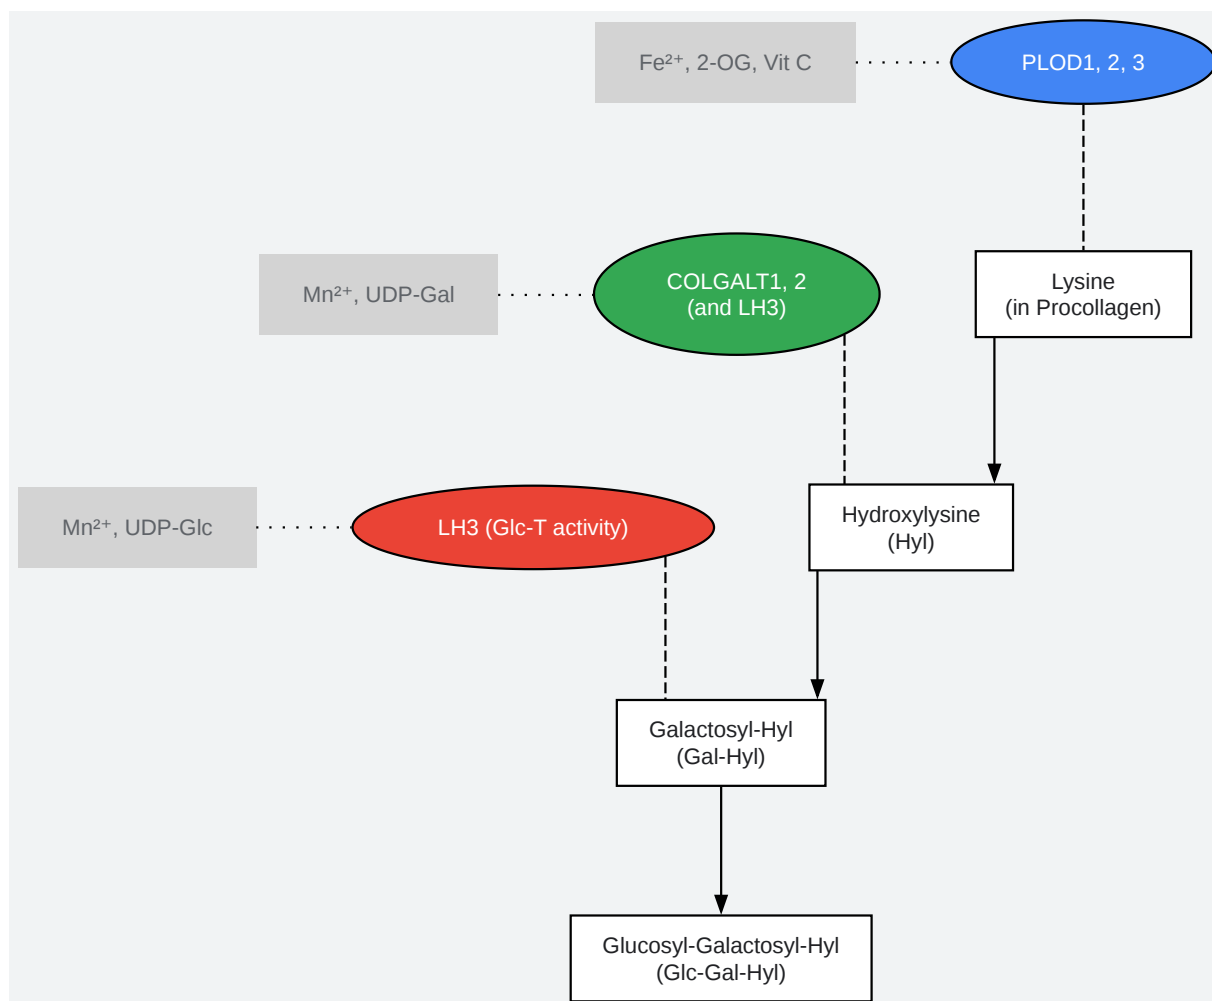 Fe²⁺, 2-OG, Vit C
PLOD1, 2, 3
Mn²⁺, UDP-Gal
COLGALT1, 2
(and LH3)
Lysine
(in Procollagen)
Mn²⁺, UDP-Glc
LH3 (Glc-T activity)
Hydroxylysine
(Hyl)
Galactosyl-Hyl
(Gal-Hyl)
Glucosyl-Galactosyl-Hyl
(Glc-Gal-Hyl)